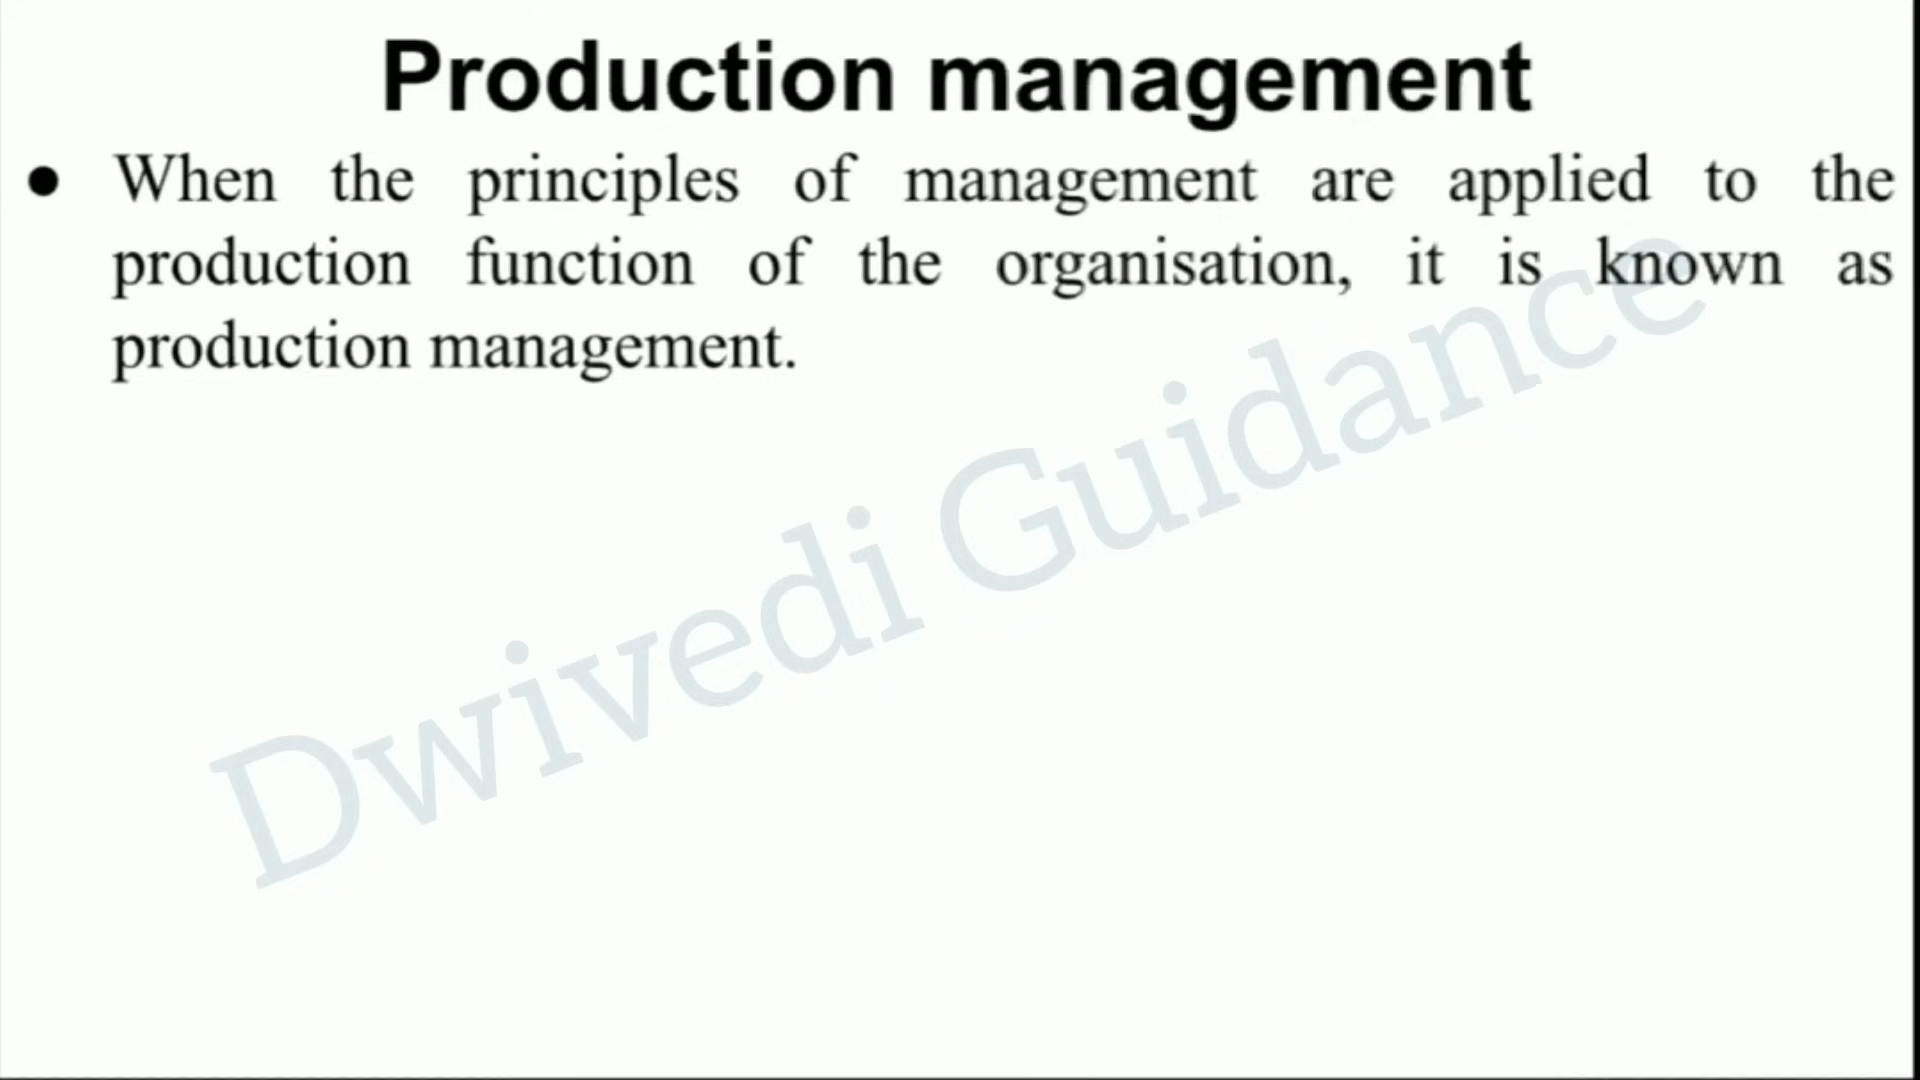 Production management
● When the principles of management are applied to the
production function of the organisation, it is known as
production management.
Dwivedi Guidance